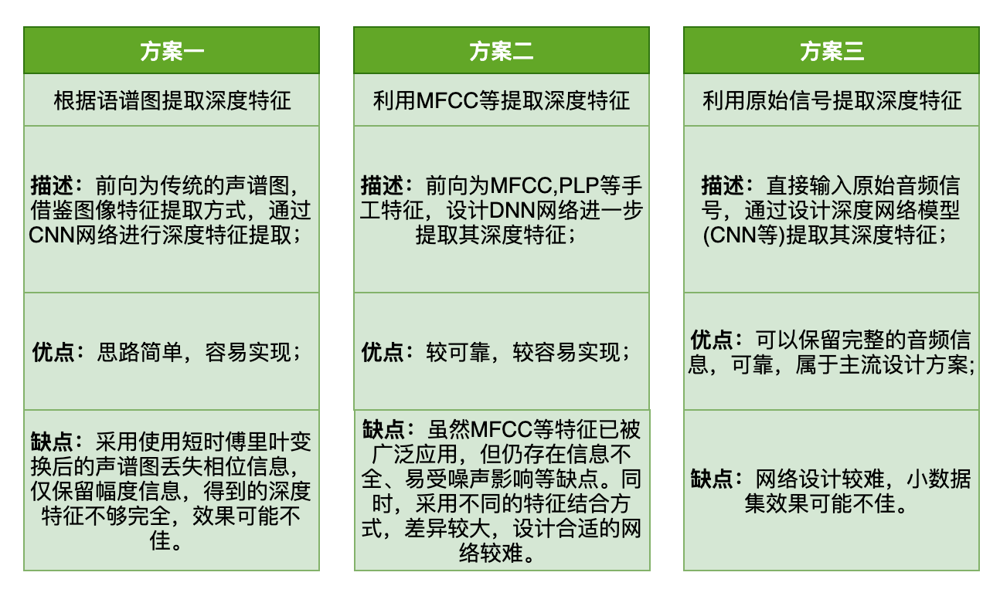 方案一
根据语谱图提取深度特征
描述：前向为传统的声谱图，
借鉴图像特征提取方式，通过
CNN网络进行深度特征提取；
优点：思路简单，容易实现；
缺点：采用使用短时傅里叶变
换后的声谱图丢失相位信息，
仅保留幅度信息，得到的深度
特征不够完全，效果可能不
佳。
方案二
利用MFCC等提取深度特征
描述：前向为MFCC,PLP等手
工特征，设计DNN网络进一步
提取其深度特征；
优点：较可靠，较容易实现；
缺点：虽然MFCC等特征已被
广泛应用，但仍存在信息不
全、易受噪声影响等缺点。同
时，采用不同的特征结合方
式，差异较大，设计合适的网
络较难。
方案三
利用原始信号提取深度特征
描述：直接输入原始音频信
号，通过设计深度网络模型
(CNN等)提取其深度特征；
优点：可以保留完整的音频信
息，可靠，属于主流设计方案;
缺点：网络设计较难，小数据
集效果可能不佳。